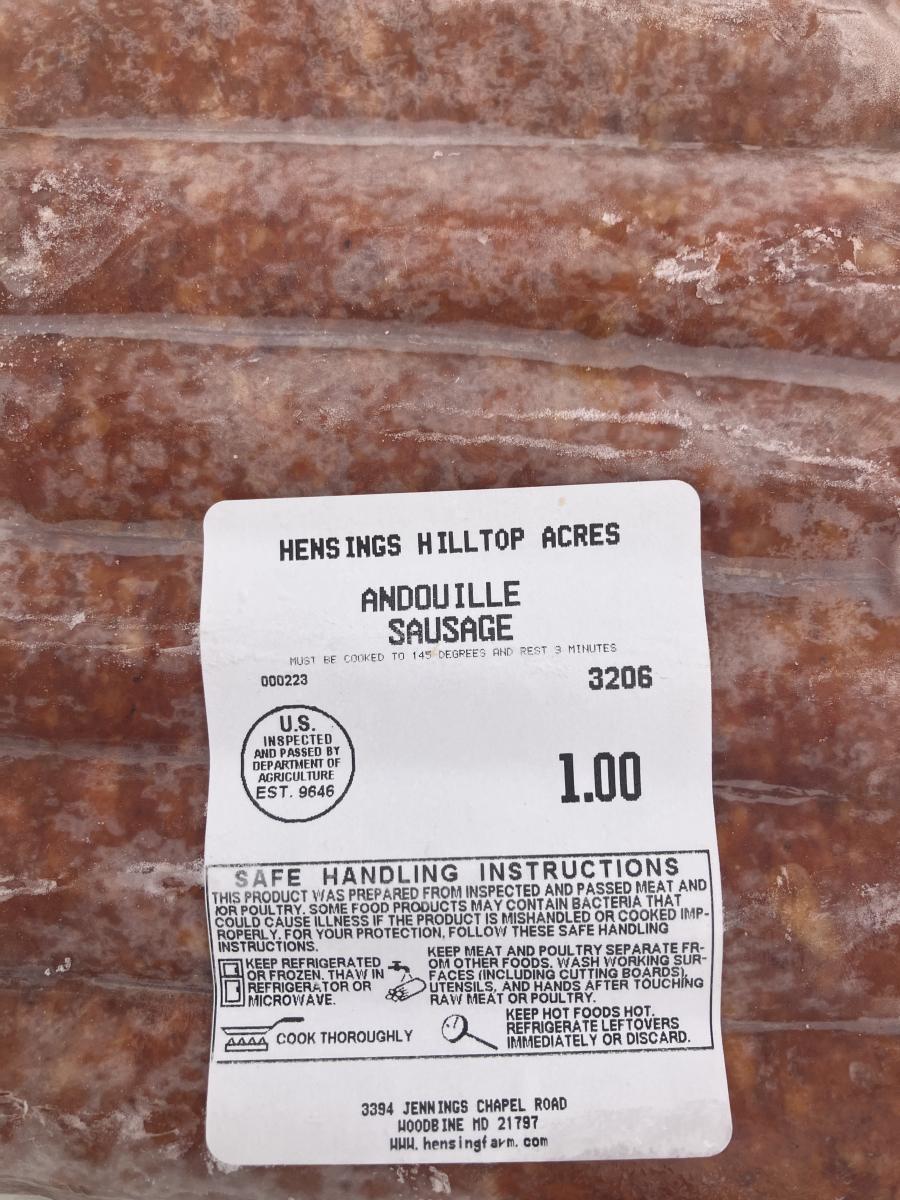 HENSINGS HILLTOP ACRES
ANDOUILLE
SAUSAGE
MUST BE COOKED TO 145 DEGREES AND REST 3 MINUTES
000223
3206
U.S.
INSPECTED
AND PASSED BY
DEPARTMENT OF
AGRICULTURE
EST. 9646
1.00
SAFE HANDLING INSTRUCTIONS
THIS PRODUCT WAS PREPARED FROM INSPECTED AND PASSED MEAT AND
/OR POULTRY. SOME FOOD PRODUCTS MAY CONTAIN BACTERIA THAT
COULD CAUSE ILLNESS IF THE PRODUCT IS MISHANDLED OR COOKED IMP-
ROPERLY. FOR YOUR PROTECTION, FOLLOW THESE SAFE HANDLING
INSTRUCTIONS.
KEEP REFRIGERATED
OR FROZEN. THAW IN
REFRIGERATOR OR
MICROWAVE.
KEEP MEAT AND POULTRY SEPARATE FR-
OM OTHER FOODS. WASH WORKING SUR-
FACES (INCLUDING CUTTING BOARDS),
UTENSILS, AND HANDS AFTER TOUCHING
RAW MEAT OR POULTRY.
COOK THOROUGHLY
KEEP HOT FOODS HOT.
REFRIGERATE LEFTOVERS
IMMEDIATELY OR DISCARD.
3394 JENNINGS CHAPEL ROAD
WOODBINE MD 21797
WWW.hensingfarm.com